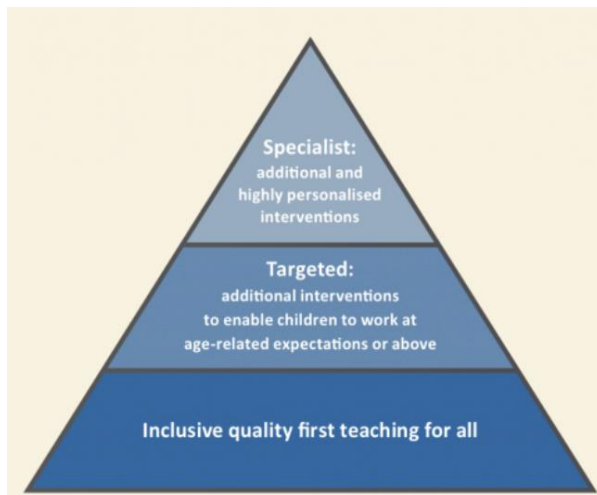 Specialist:
additional and
highly personalised
interventions
Targeted:
additional interventions
to enable children to work at
age-related expectations or above
Inclusive quality first teaching for all